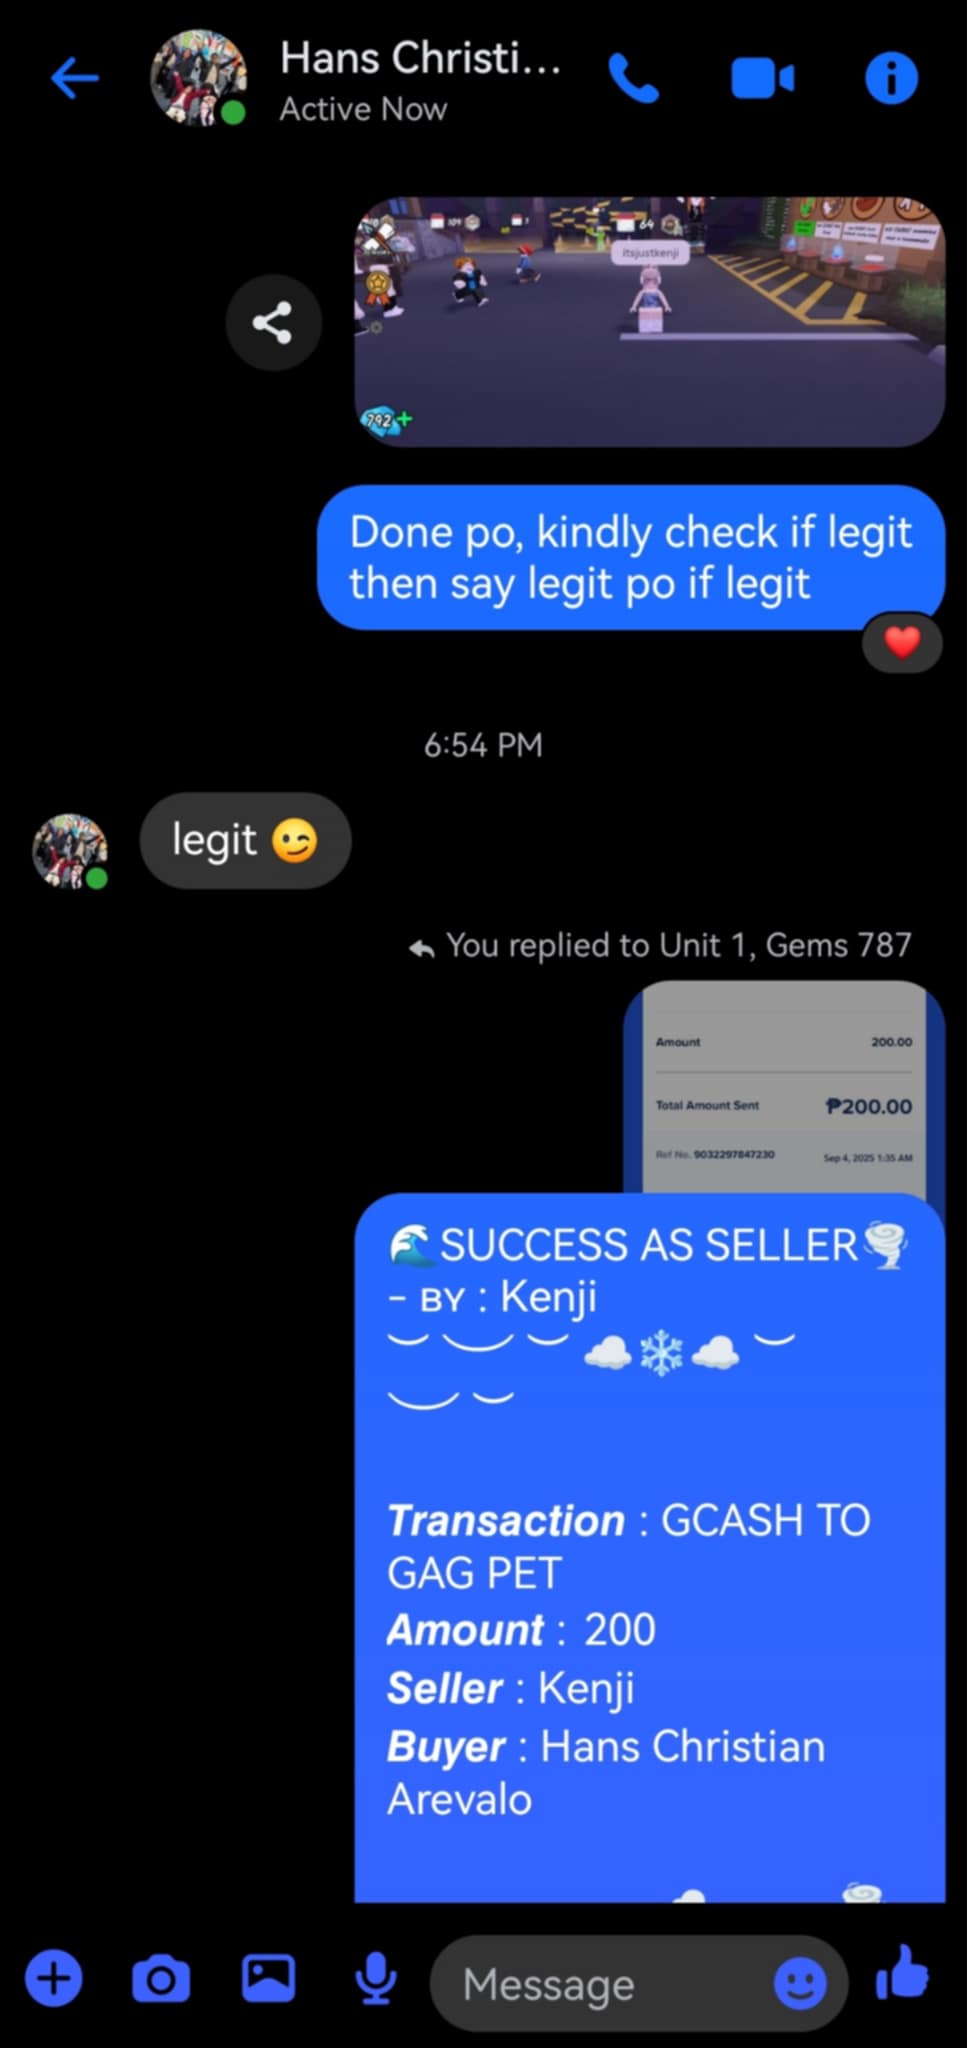 Hans Christi...
Active Now
itsjustkenji
64
792
Done po, kindly check if legit
then say legit po if legit
6:54 PM
legit 😉
You replied to Unit 1, Gems 787
Amount 200.00
Total Amount Sent ₱200.00
Ref No. 9032297847230 Sep 4, 2025 1:35 AM
🌊SUCCESS AS SELLER🌪️
- BY : Kenji
︶ ︶ ︶ ☁️❄️☁️ ︶
︶ ︶
Transaction : GCASH TO
GAG PET
Amount : 200
Seller : Kenji
Buyer : Hans Christian
Arevalo
Message